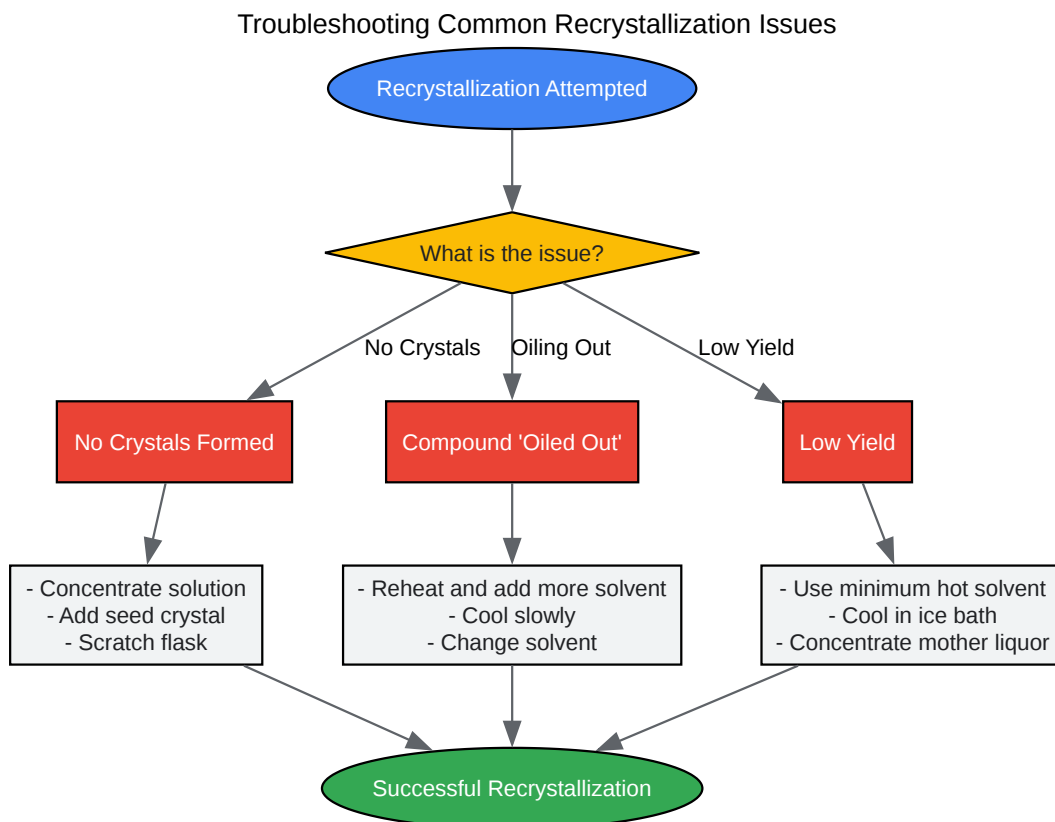 Troubleshooting Common Recrystallization Issues
Recrystallization Attempted
What is the issue?
No Crystals
Oiling Out
Low Yield
No Crystals Formed
Compound 'Oiled Out'
Low Yield
- Concentrate solution
- Add seed crystal
- Scratch flask
- Reheat and add more solvent
- Cool slowly
- Change solvent
- Use minimum hot solvent
- Cool in ice bath
- Concentrate mother liquor
Successful Recrystallization